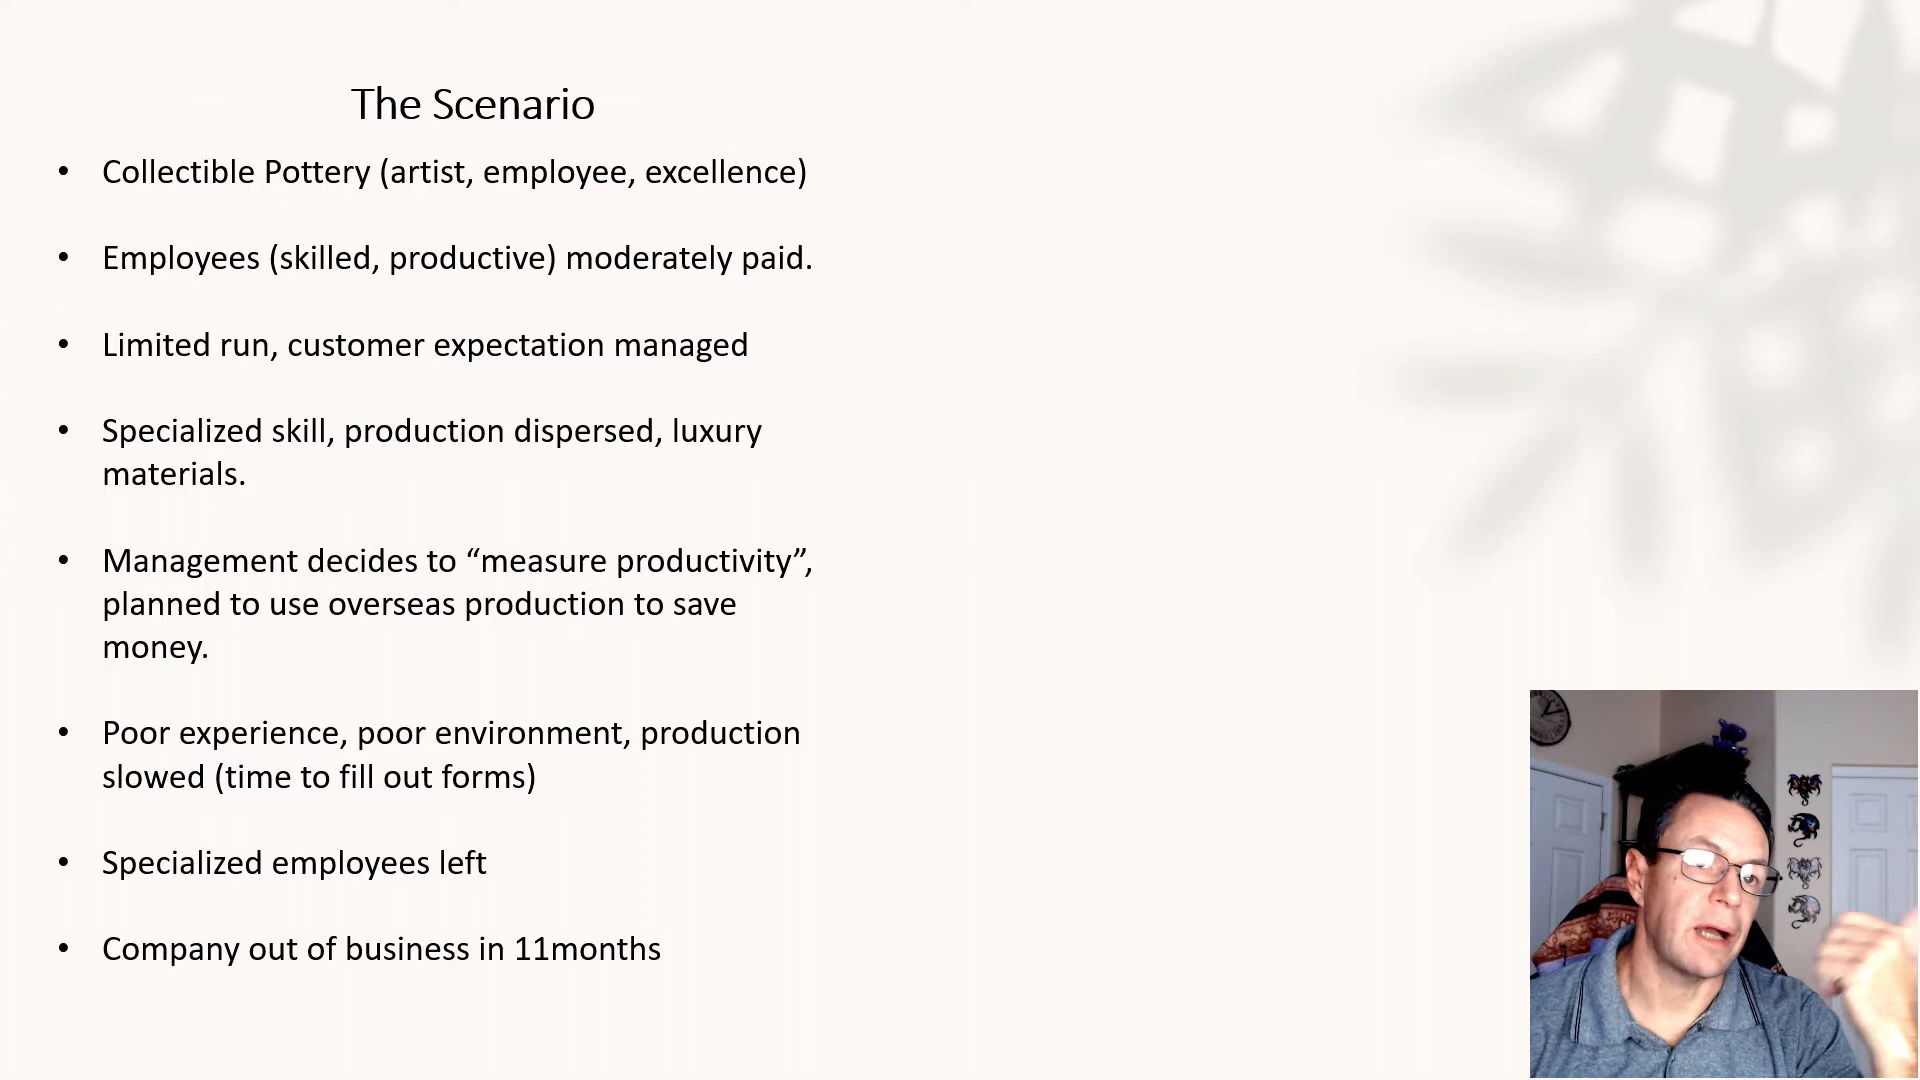 The Scenario
• Collectible Pottery (artist, employee, excellence)
• Employees (skilled, productive) moderately paid.
• Limited run, customer expectation managed
• Specialized skill, production dispersed, luxury
materials.
• Management decides to “measure productivity”,
planned to use overseas production to save
money.
• Poor experience, poor environment, production
slowed (time to fill out forms)
• Specialized employees left
• Company out of business in 11months